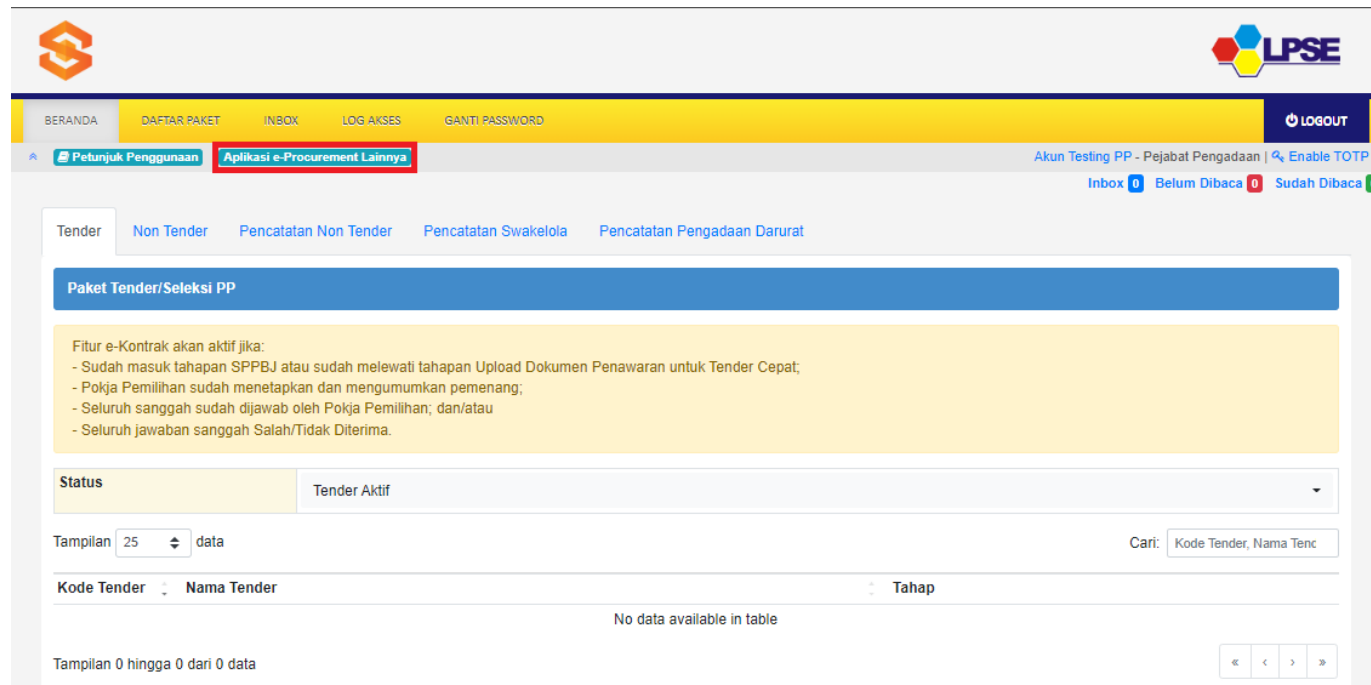 LPSE
BERANDA DAFTAR PAKET INBOX LOG AKSES GANTI PASSWORD LOGOUT
Petunjuk Penggunaan Aplikasi e-Procurement Lainnya Akun Testing PP - Pejabat Pengadaan | Enable TOTP
Inbox 0 Belum Dibaca 0 Sudah Dibaca
Tender Non Tender Pencatatan Non Tender Pencatatan Swakelola Pencatatan Pengadaan Darurat
Paket Tender/Seleksi PP
Fitur e-Kontrak akan aktif jika:
- Sudah masuk tahapan SPPBJ atau sudah melewati tahapan Upload Dokumen Penawaran untuk Tender Cepat;
- Pokja Pemilihan sudah menetapkan dan mengumumkan pemenang;
- Seluruh sanggah sudah dijawab oleh Pokja Pemilihan; dan/atau
- Seluruh jawaban sanggah Salah/Tidak Diterima.
Status Tender Aktif
Tampilan 25 data Cari: Kode Tender, Nama Tend
Kode Tender Nama Tender Tahap
No data available in table
Tampilan 0 hingga 0 dari 0 data « ‹ › »